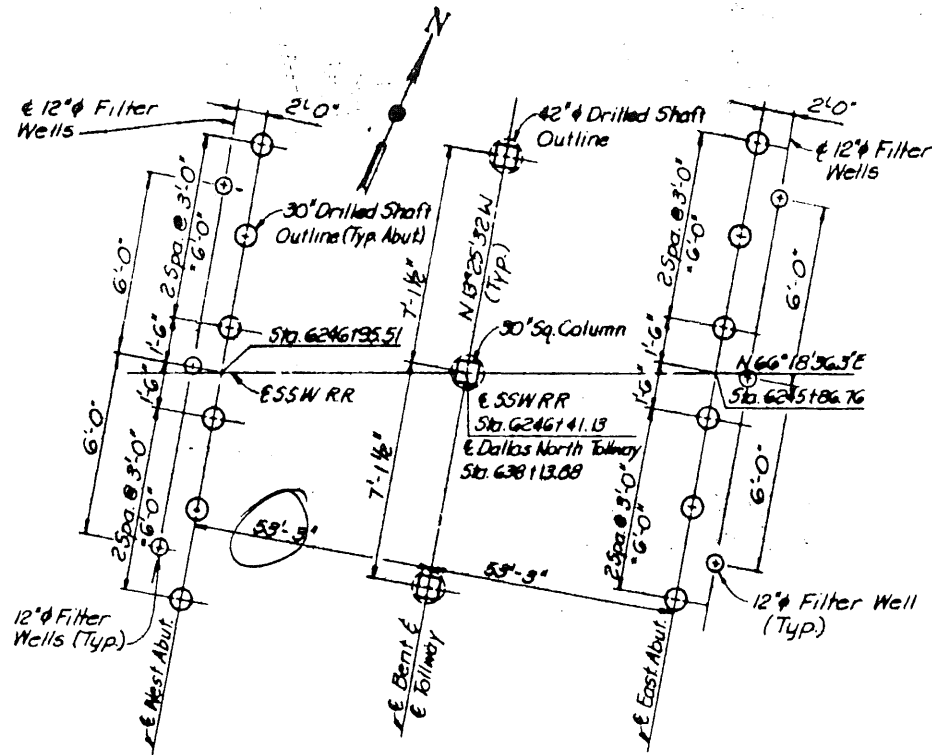 N
℄ 12"φ Filter
Wells
2'-0"
42"φ Drilled Shaft
Outline
2'-0"
℄ 12"φ Filter
Wells
2 Spa. @ 3'-0"
= 6'-0"
6'-0"
30" Drilled Shaft
Outline (Typ. Abut)
7'-1½"
N 13°25'32 W
(Typ.)
2 Spa. @ 3'-0"
= 6'-0"
6'-0"
1'-6"
Sta. 6246+95.51
30" Sq. Column
1'-6"
N 66°18'36.3"E
1'-6"
℄ SSW RR
℄ SSW RR
Sta. 6246+41.13
℄ Dallas North Tollway
Sta. 638+13.88
1'-6"
Sta. 6245+86.76
6'-0"
2 Spa. @ 3'-0"
= 6'-0"
7'-1½"
2 Spa. @ 3'-0"
= 6'-0"
6'-0"
53'-3"
53'-3"
12"φ Filter
Wells (Typ.)
12"φ Filter Well
(Typ.)
℄ West Abut.
℄ Bent &
℄ Tollway
℄ East Abut.